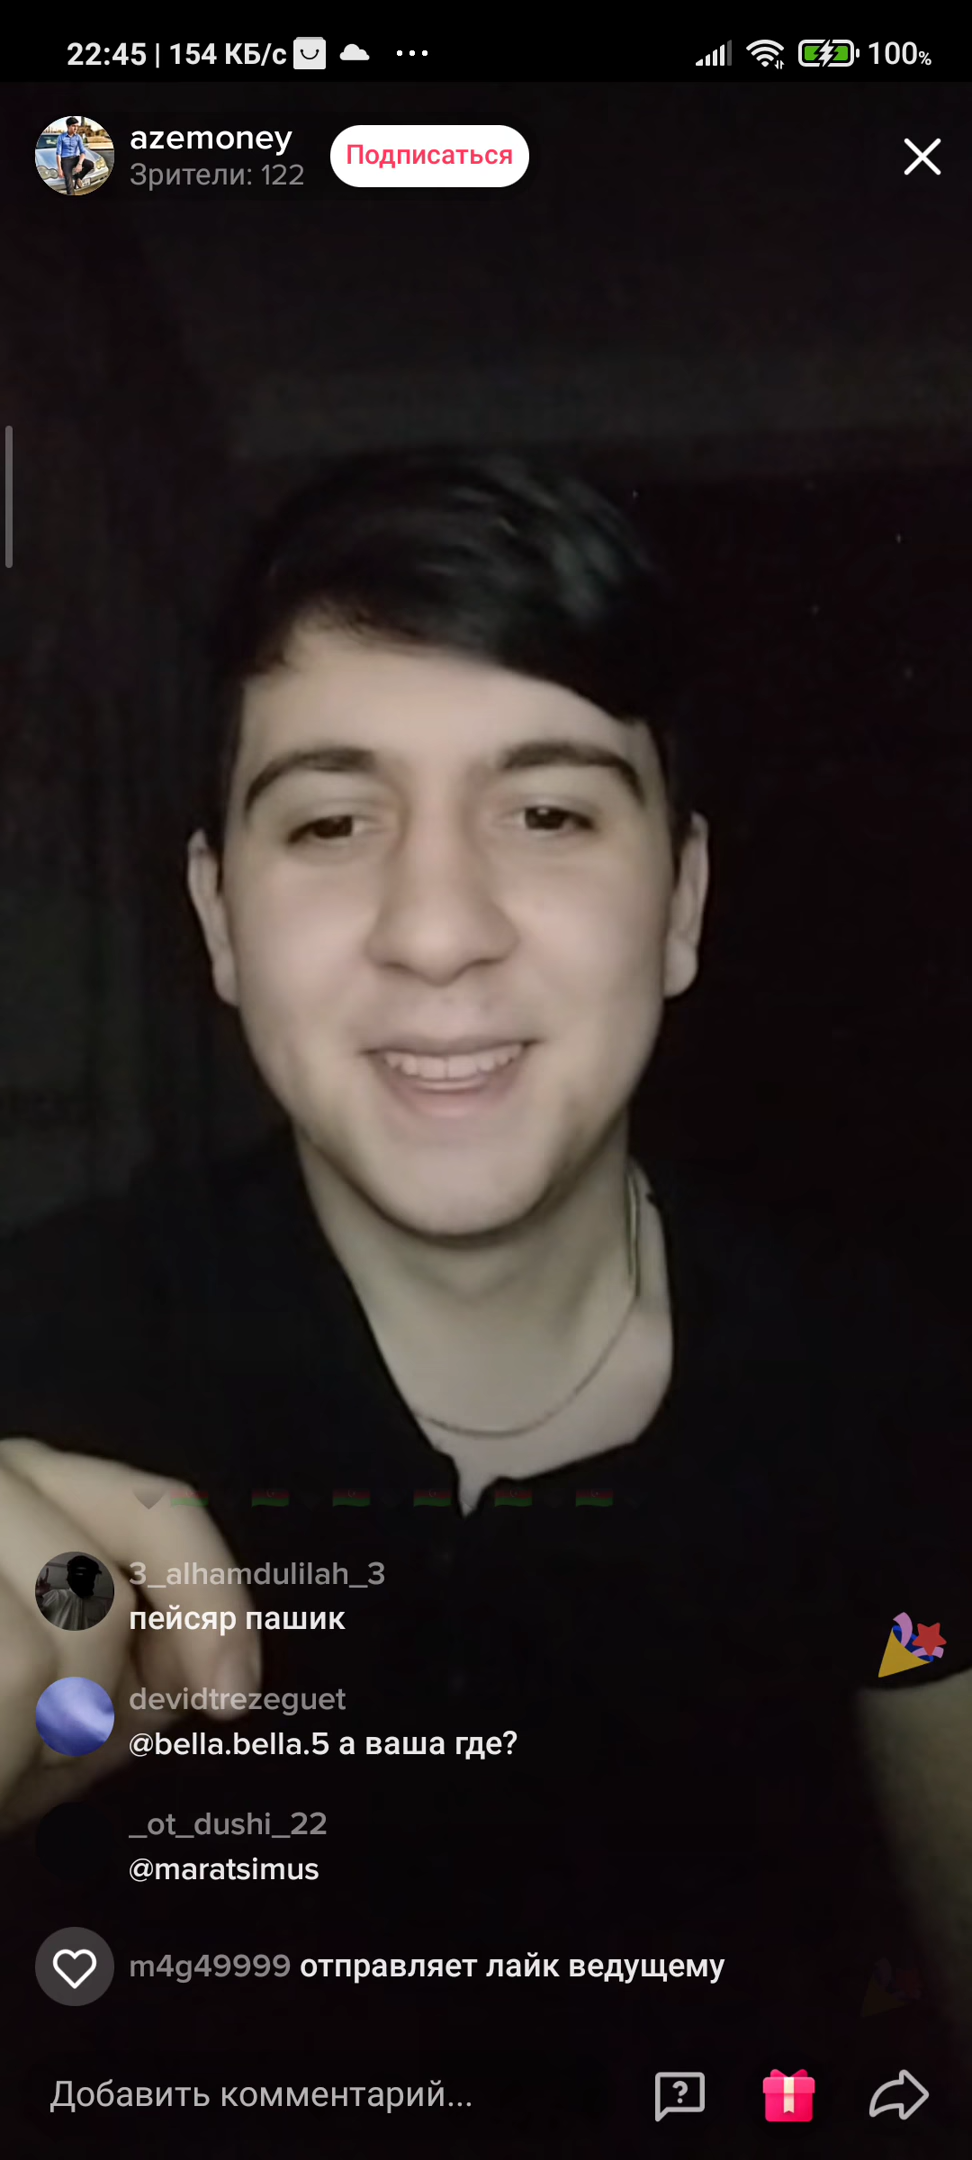 22:45 | 154 КБ/с ...
100%
azemoney
Зрители: 122
Подписаться
3_alhamdulilah_3
пейсяр пашик
devidtrezeguet
@bella.bella.5 а ваша где?
_ot_dushi_22
@maratsimus
m4g49999 отправляет лайк ведущему
Добавить комментарий...